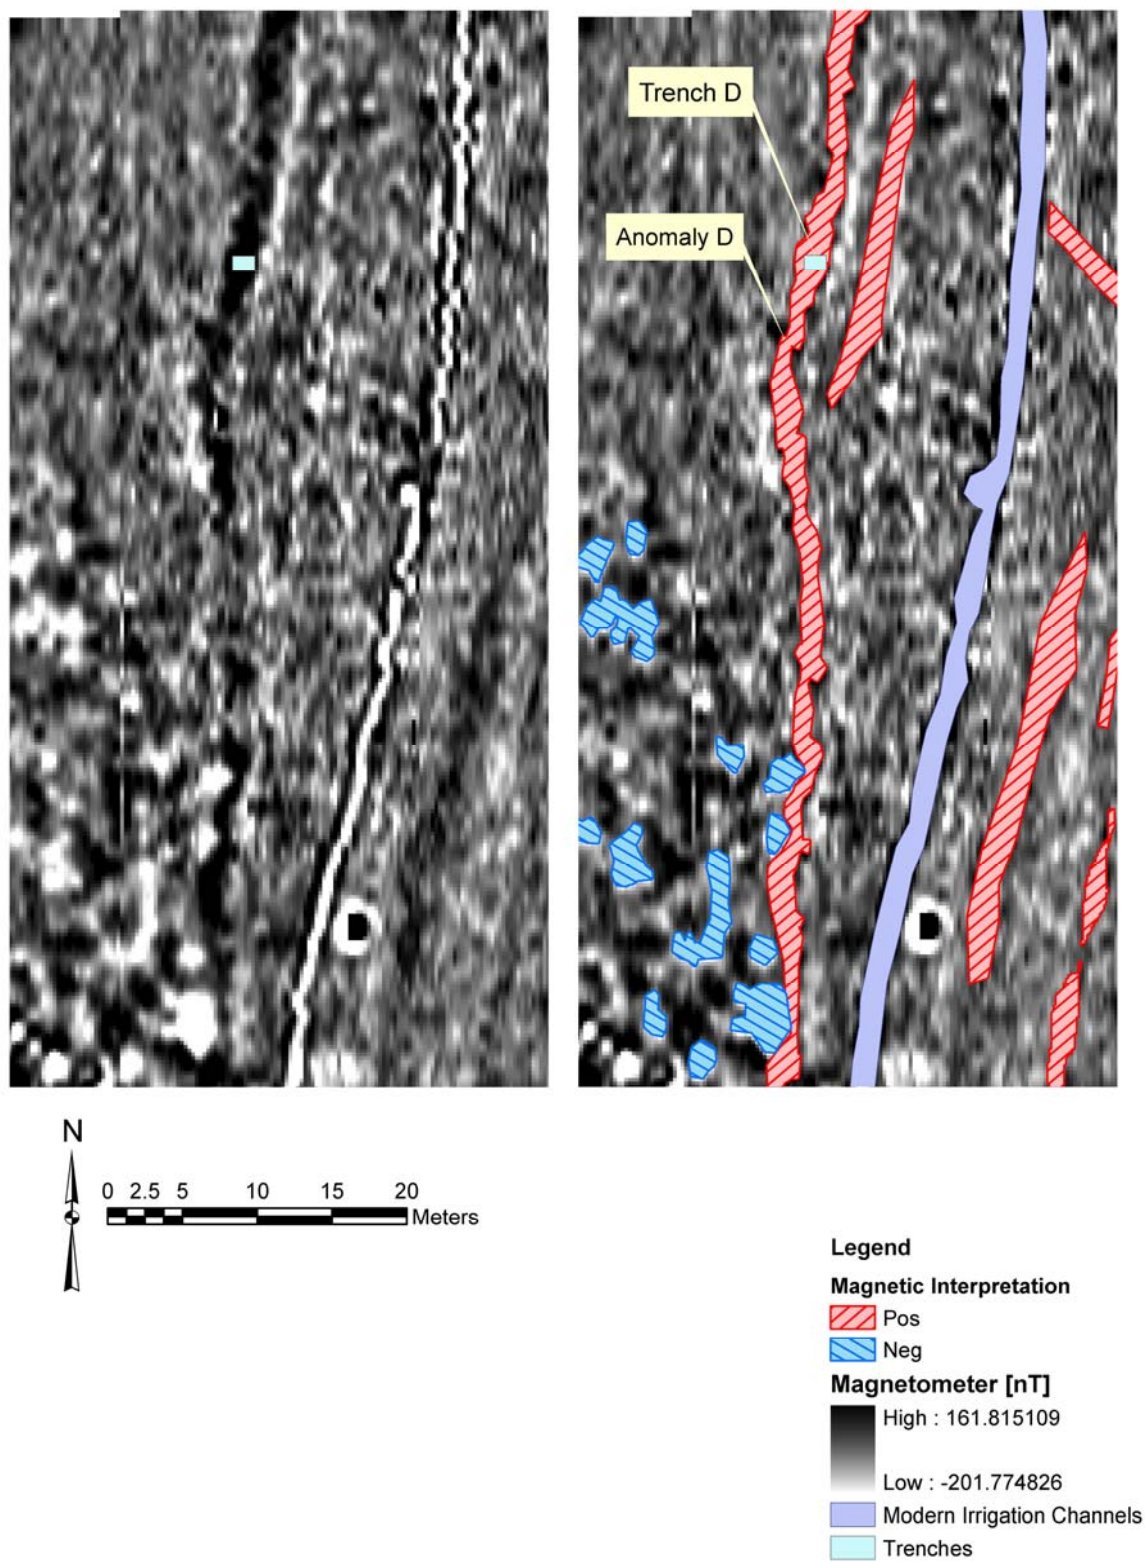 Trench D
Anomaly D
N
0 2.5 5 10 15 20
Meters
Legend
Magnetic Interpretation
Pos
Neg
Magnetometer [nT]
High : 161.815109
Low : -201.774826
Modern Irrigation Channels
Trenches